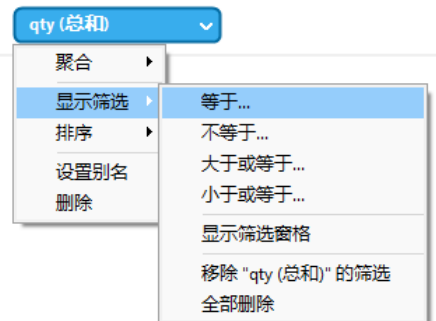 qty (总和)
聚合
显示筛选
排序
设置别名
删除
等于...
不等于...
大于或等于...
小于或等于...
显示筛选窗格
移除 "qty (总和)" 的筛选
全部删除